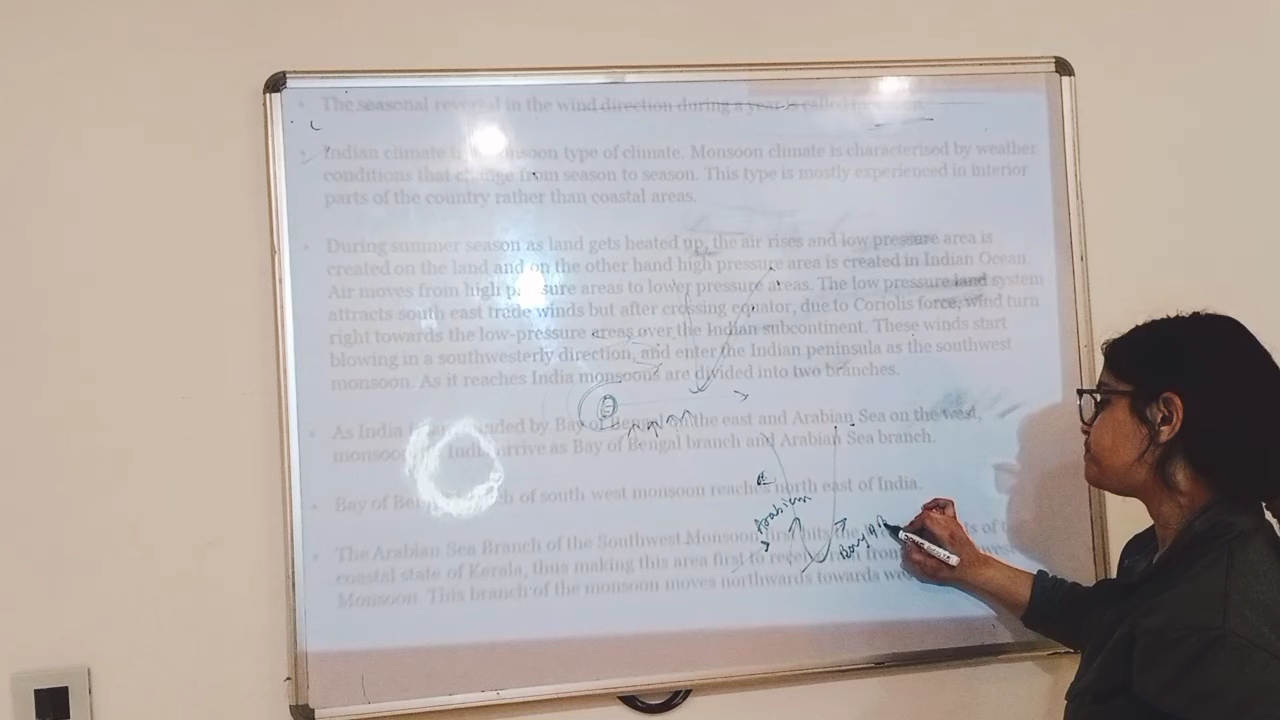 The seasonal reversal in the wind direction during a year is called
Indian climate monsoon type of climate. Monsoon climate is characterised by weather
conditions that change from season to season. This type is mostly experienced in interior
parts of the country rather than coastal areas.
During summer season as land gets heated up, the air rises and low pressure area is
created on the land and on the other hand high pressure area is created in Indian Ocean.
Air moves from high pressure areas to lower pressure areas. The low pressure land system
attracts south east trade winds but after crossing equator, due to Coriolis force, wind turn
right towards the low-pressure areas over the Indian subcontinent. These winds start
blowing in a southwesterly direction, and enter the Indian peninsula as the southwest
monsoon. As it reaches India monsoons are divided into two branches.
As India by Bay of Bengal on the east and Arabian Sea on the west,
arrive as Bay of Bengal branch and Arabian Sea branch.
Bay of of south west monsoon reaches north east of India.
Arabian
The Arabian Sea Branch of the Southwest Monsoon first hits the of
Bay of B
coastal state of Kerala, thus making this area first to receive from
Monsoon. This branch of the monsoon moves northwards towards